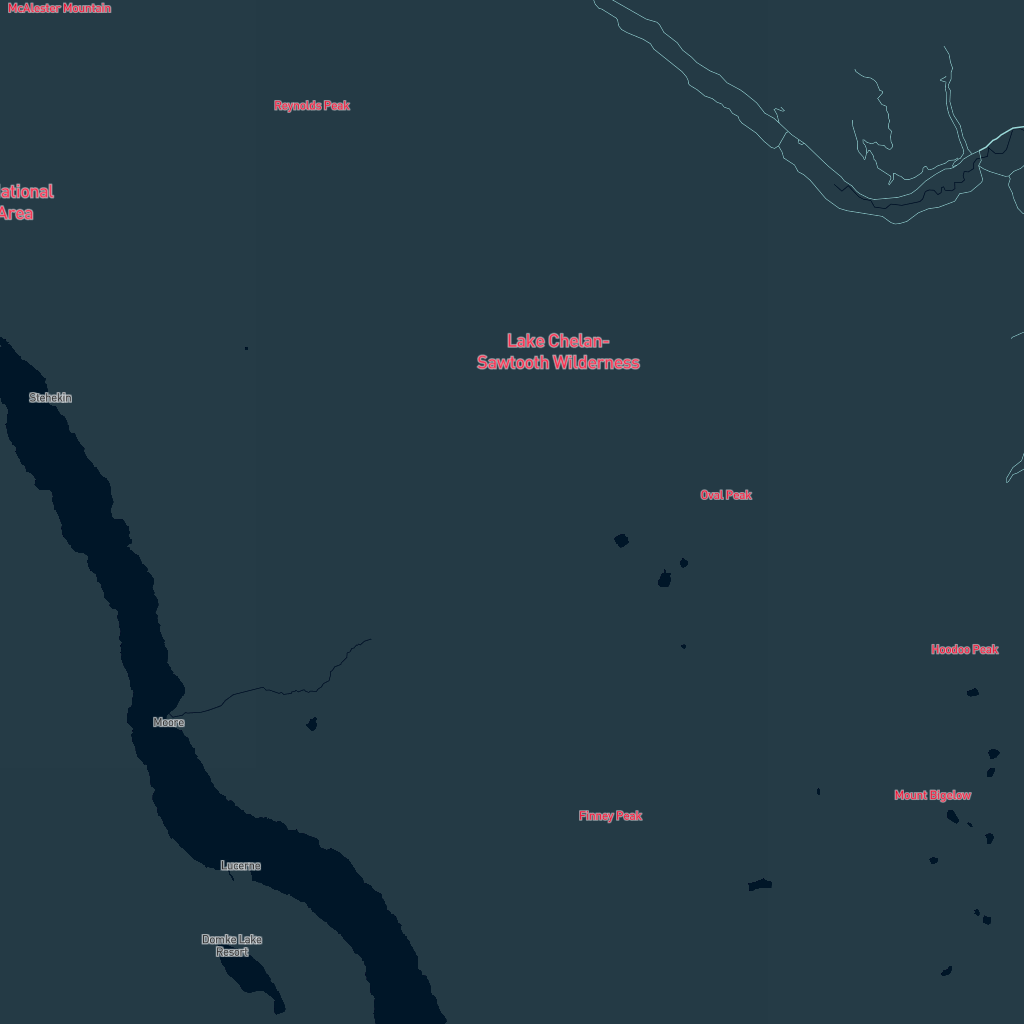 McAlester Mountain
Reynolds Peak
ational
Area
Lake Chelan-
Sawtooth Wilderness
Stehekin
Oval Peak
Hoodoo Peak
Moore
Mount Bigelow
Finney Peak
Lucerne
Domke Lake
Resort